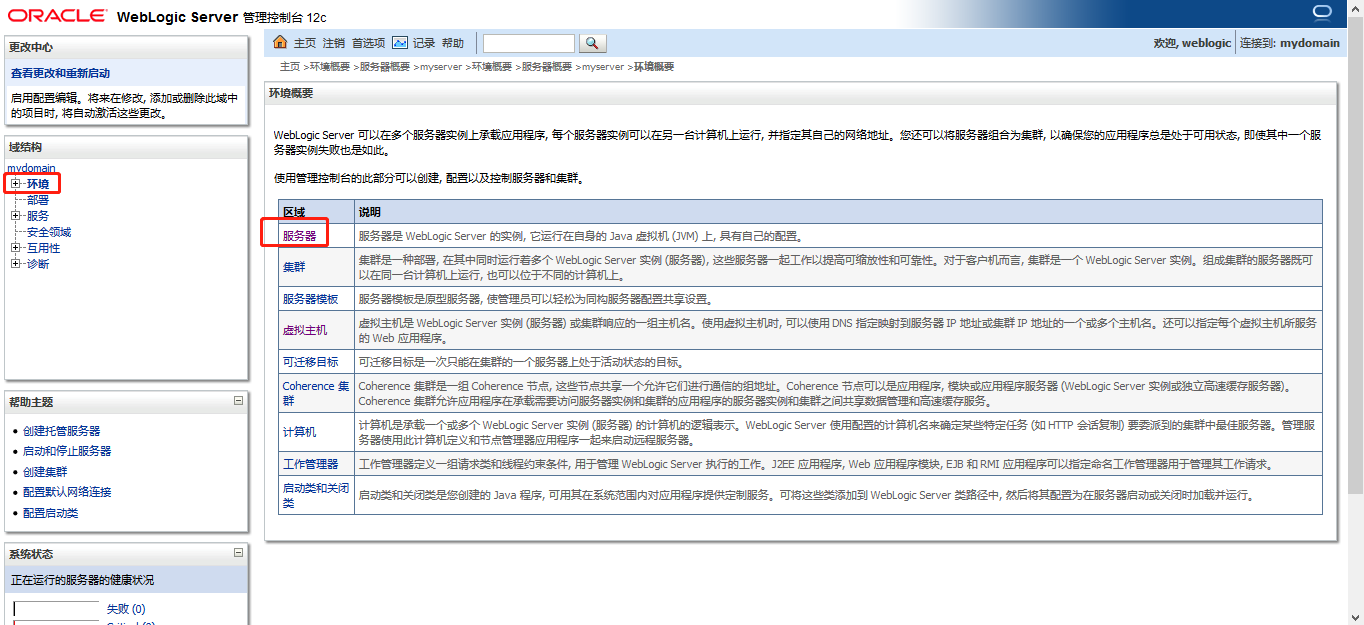 ORACLE WebLogic Server 管理控制台 12c
更改中心
查看更改和重新启动
启用配置编辑。将来在修改, 添加或删除此域中
的项目时, 将自动激活这些更改。
域结构
mydomain
环境
部署
服务
安全领域
互用性
诊断
帮助主题
创建托管服务器
启动和停止服务器
创建集群
配置默认网络连接
配置启动类
系统状态
正在运行的服务器的健康状况
失败 (0)
主页 注销 首选项 记录 帮助
欢迎, weblogic 连接到: mydomain
主页 >环境概要 >服务器概要 >myserver >环境概要 >服务器概要 >myserver >环境概要
环境概要
WebLogic Server 可以在多个服务器实例上承载应用程序, 每个服务器实例可以在另一台计算机上运行, 并指定其自己的网络地址。您还可以将服务器组合为集群, 以确保您的应用程序总是处于可用状态, 即使其中一个服
务器实例失败也是如此。
使用管理控制台的此部分可以创建, 配置以及控制服务器和集群。
区域 说明
服务器 服务器是 WebLogic Server 的实例, 它运行在自身的 Java 虚拟机 (JVM) 上, 具有自己的配置。
集群 集群是一种部署, 在其中同时运行着多个 WebLogic Server 实例 (服务器), 这些服务器一起工作以提高可缩放性和可靠性。对于客户机而言, 集群是一个 WebLogic Server 实例。组成集群的服务器既可
以在同一台计算机上运行, 也可以位于不同的计算机上。
服务器模板 服务器模板是原型服务器, 使管理员可以轻松为同构服务器配置共享设置。
虚拟主机 虚拟主机是 WebLogic Server 实例 (服务器) 或集群响应的一组主机名。使用虚拟主机时, 可以使用 DNS 指定映射到服务器 IP 地址或集群 IP 地址的一个或多个主机名。还可以指定每个虚拟主机所服务
的 Web 应用程序。
可迁移目标 可迁移目标是一次只能在集群的一个服务器上处于活动状态的目标。
Coherence 集 Coherence 集群是一组 Coherence 节点, 这些节点共享一个允许它们进行通信的组地址。Coherence 节点可以是应用程序, 模块或应用程序服务器 (WebLogic Server 实例或独立高速缓存服务器)。
群 Coherence 集群允许应用程序在承载需要访问服务器实例和集群的应用程序的服务器实例和集群之间共享数据管理和高速缓存服务。
计算机 计算机是承载一个或多个 WebLogic Server 实例 (服务器) 的计算机的逻辑表示。WebLogic Server 使用配置的计算机名来确定某些特定任务 (如 HTTP 会话复制) 要委派到的集群中最佳服务器。管理服
务器使用此计算机定义和节点管理器应用程序一起来启动远程服务器。
工作管理器 工作管理器定义一组请求类和线程约束条件, 用于管理 WebLogic Server 执行的工作。J2EE 应用程序, Web 应用程序模块, EJB 和 RMI 应用程序可以指定命名工作管理器用于管理其工作请求。
启动类和关闭
类 启动类和关闭类是您创建的 Java 程序, 可用其在系统范围内对应用程序提供定制服务。可将这些类添加到 WebLogic Server 类路径中, 然后将其配置为在服务器启动或关闭时加载并运行。